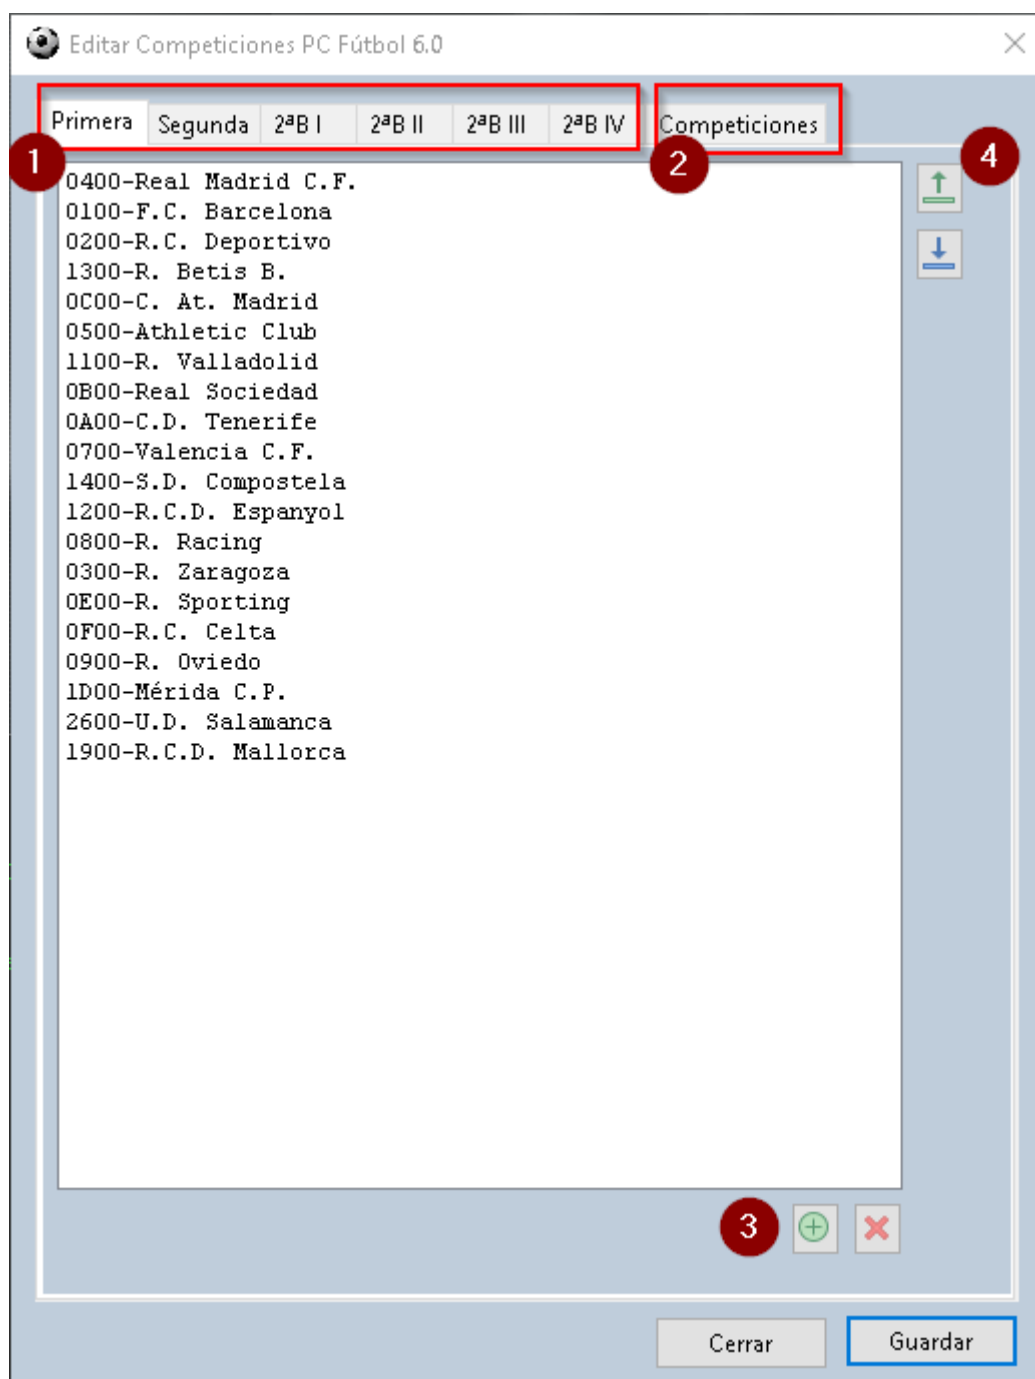 Editar Competiciones PC Fútbol 6.0
Primera Segunda 2ªB I 2ªB II 2ªB III 2ªB IV Competiciones
1 2 4
0400-Real Madrid C.F.
0100-F.C. Barcelona
0200-R.C. Deportivo
1300-R. Betis B.
0C00-C. At. Madrid
0500-Athletic Club
1100-R. Valladolid
0B00-Real Sociedad
0A00-C.D. Tenerife
0700-Valencia C.F.
1400-S.D. Compostela
1200-R.C.D. Espanyol
0800-R. Racing
0300-R. Zaragoza
0E00-R. Sporting
0F00-R.C. Celta
0900-R. Oviedo
1D00-Mérida C.P.
2600-U.D. Salamanca
1900-R.C.D. Mallorca
3
Cerrar Guardar